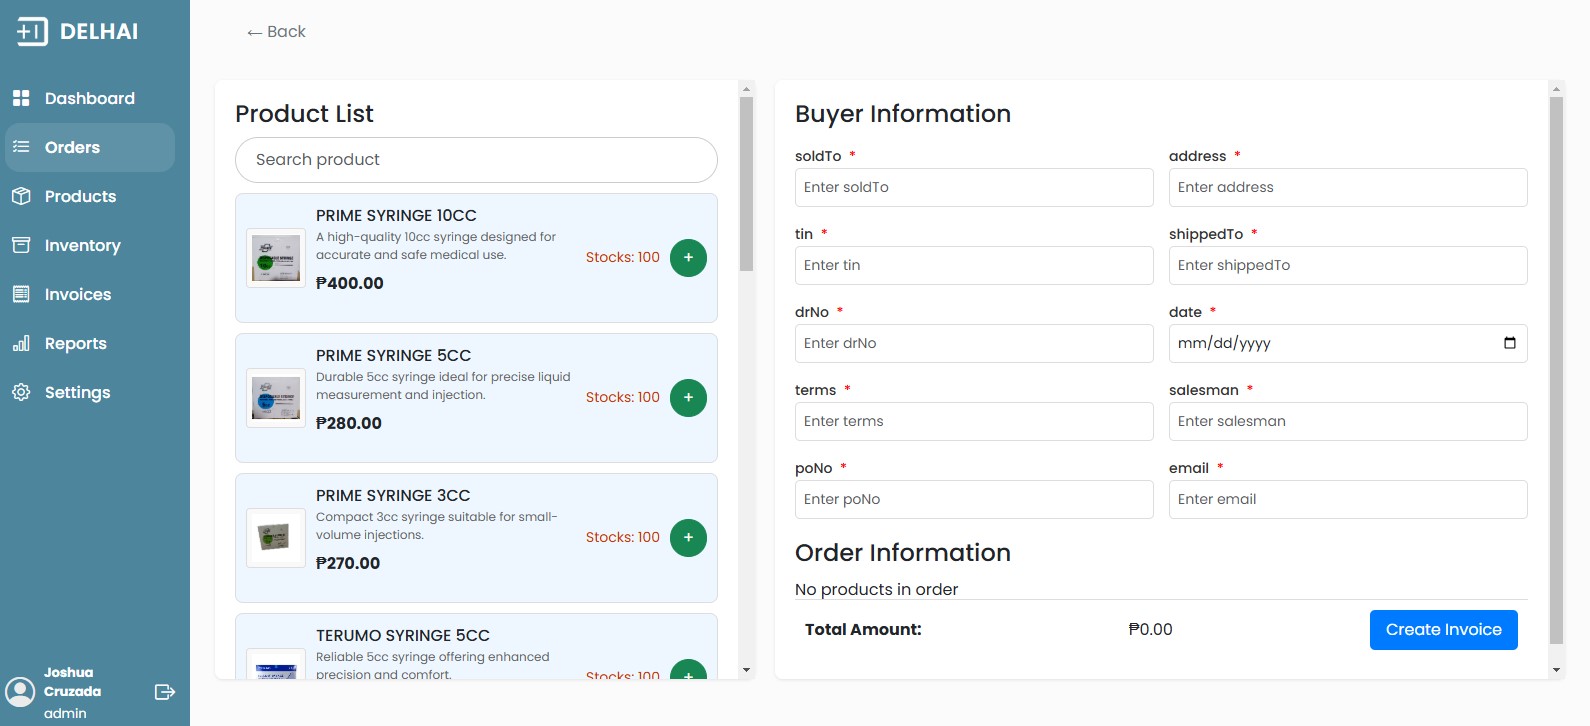 DELHAI
Dashboard
Orders
Products
Inventory
Invoices
Reports
Settings
Joshua
Cruzada
admin
← Back
Product List
Search product
PRIME SYRINGE 10CC
A high-quality 10cc syringe designed for
accurate and safe medical use.
₱400.00
Stocks: 100
+
PRIME SYRINGE 5CC
Durable 5cc syringe ideal for precise liquid
measurement and injection.
₱280.00
Stocks: 100
+
PRIME SYRINGE 3CC
Compact 3cc syringe suitable for small-
volume injections.
₱270.00
Stocks: 100
+
TERUMO SYRINGE 5CC
Reliable 5cc syringe offering enhanced
precision and comfort.
Stocks: 100
+
Buyer Information
soldTo *
Enter soldTo
address *
Enter address
tin *
Enter tin
shippedTo *
Enter shippedTo
drNo *
Enter drNo
date *
mm/dd/yyyy
terms *
Enter terms
salesman *
Enter salesman
poNo *
Enter poNo
email *
Enter email
Order Information
No products in order
Total Amount: ₱0.00
Create Invoice